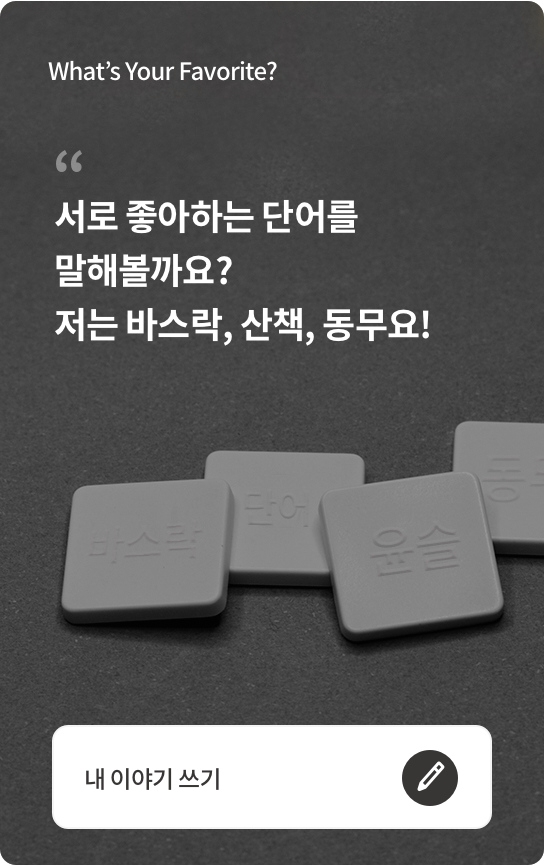 What's Your Favorite?
“
서로 좋아하는 단어를
말해볼까요?
저는 바스락, 산책, 동무요!
바스락
단어
윤슬
동
내 이야기 쓰기